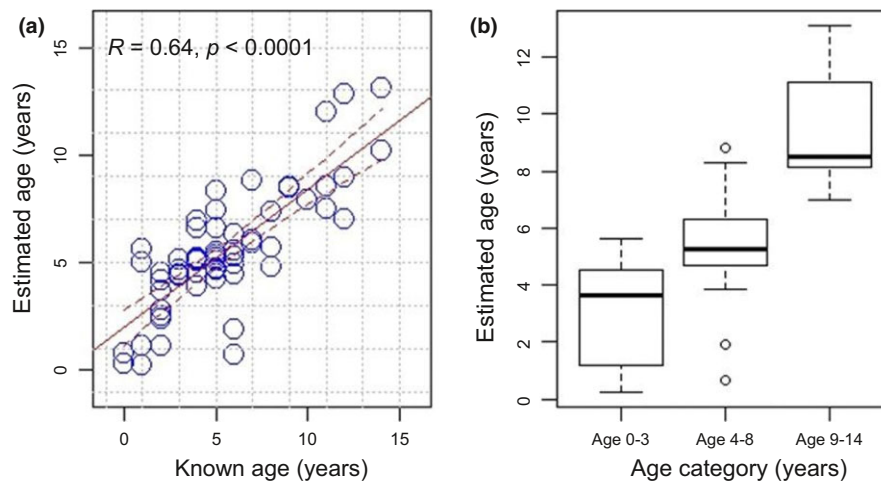 (a)
R = 0.64, p < 0.0001
Estimated age (years)
15
10
5
0
0 5 10 15
Known age (years)
(b)
Estimated age (years)
12
10
8
6
4
2
0
Age 0-3 Age 4-8 Age 9-14
Age category (years)